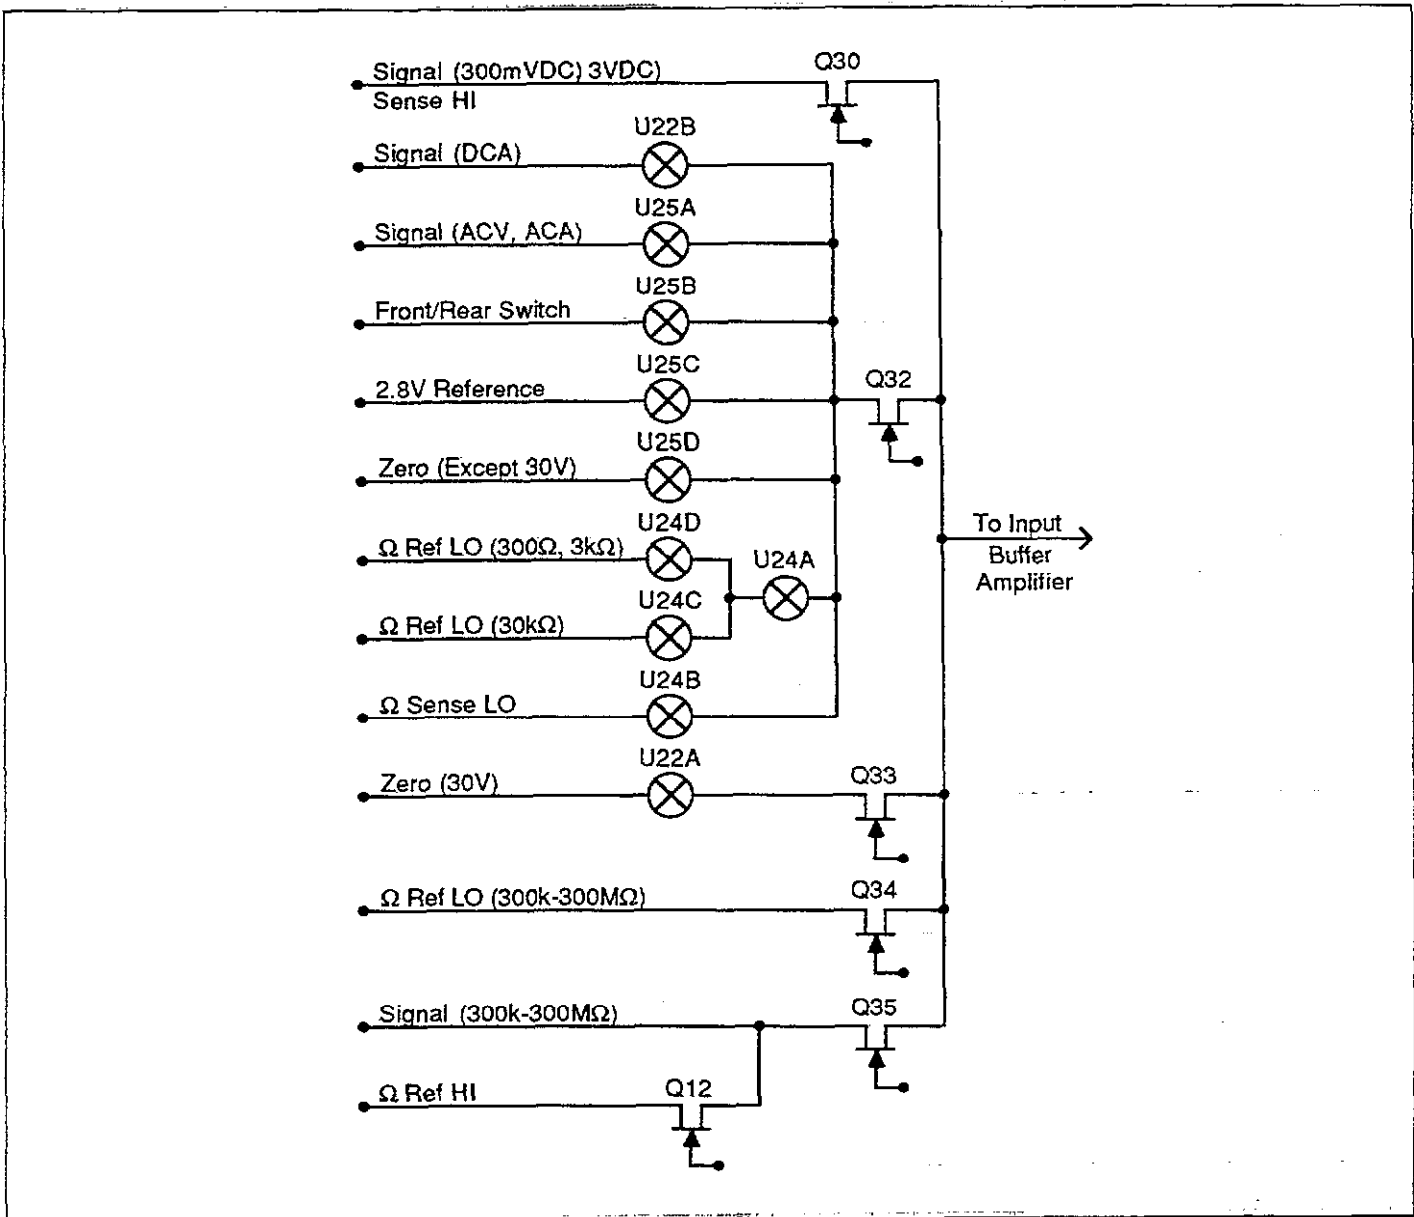 Q30
Signal (300mVDC) 3VDC)
Sense HI
U22B
Signal (DCA)
U25A
Signal (ACV, ACA)
U25B
Front/Rear Switch
U25C
2.8V Reference
Q32
U25D
Zero (Except 30V)
U24D
Ω Ref LO (300Ω, 3kΩ)
U24A
To Input
Buffer
Amplifier
U24C
Ω Ref LO (30kΩ)
U24B
Ω Sense LO
U22A
Zero (30V)
Q33
Ω Ref LO (300k-300MΩ)
Q34
Signal (300k-300MΩ)
Q35
Ω Ref HI
Q12